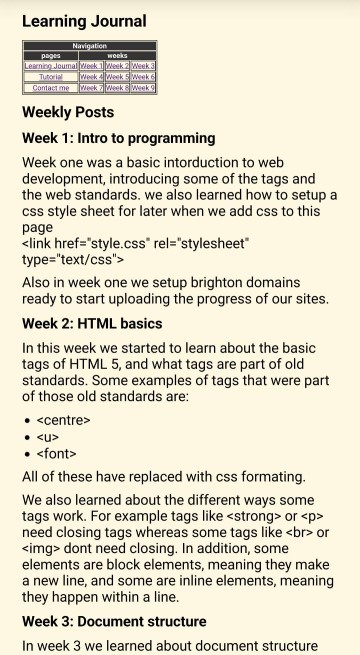 Learning Journal
Navigation
pages weeks
Learning Journal Week 1 Week 2 Week 3
Tutorial Week 4 Week 5 Week 6
Contact me Week 7 Week 8 Week 9
Weekly Posts
Week 1: Intro to programming
Week one was a basic intorduction to web
development, introducing some of the tags and
the web standards. we also learned how to setup a
css style sheet for later when we add css to this
page
<link href="style.css" rel="stylesheet"
type="text/css">
Also in week one we setup brighton domains
ready to start uploading the progress of our sites.
Week 2: HTML basics
In this week we started to learn about the basic
tags of HTML 5, and what tags are part of old
standards. Some examples of tags that were part
of those old standards are:
• <centre>
• <u>
• <font>
All of these have replaced with css formating.
We also learned about the different ways some
tags work. For example tags like <strong> or <p>
need closing tags whereas some tags like <br> or
<img> dont need closing. In addition, some
elements are block elements, meaning they make
a new line, and some are inline elements, meaning
they happen within a line.
Week 3: Document structure
In week 3 we learned about document structure